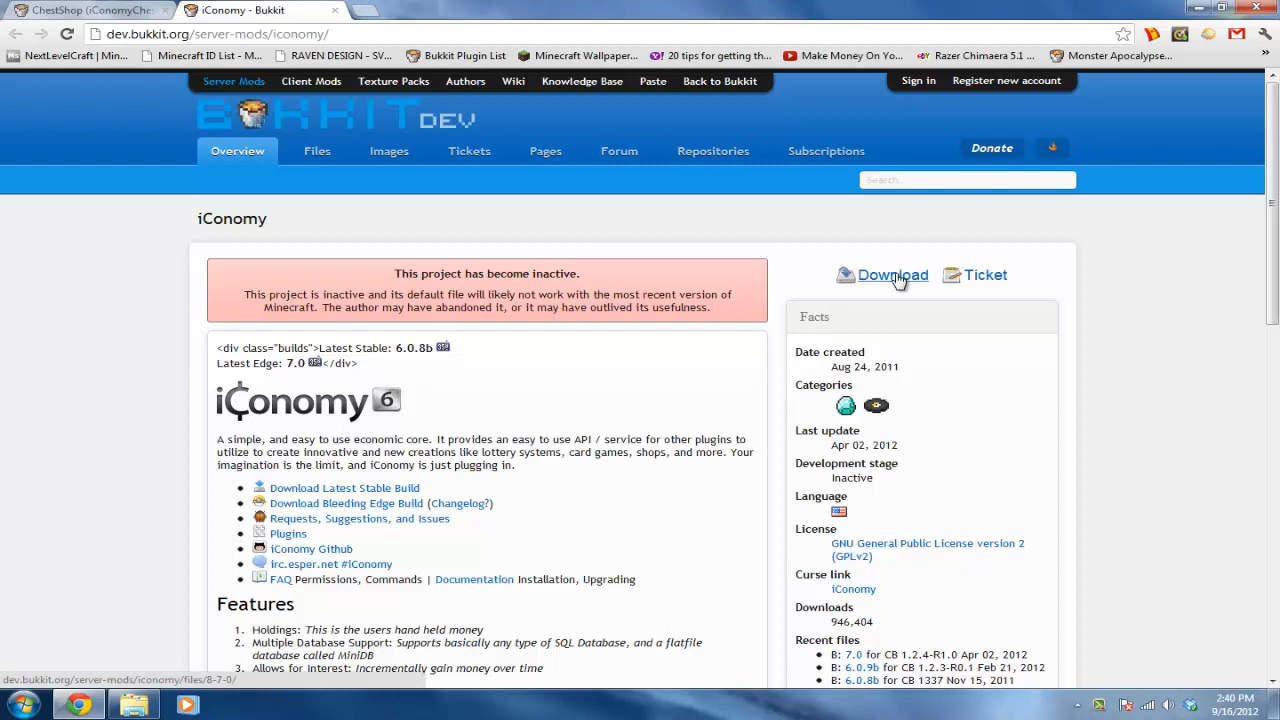 ChestShop (iConomyChes
iConomy - Bukkit
dev.bukkit.org/server-mods/iconomy/
NextLevelCraft | Min...
Minecraft ID List - M...
RAVEN DESIGN - SV...
Bukkit Plugin List
Minecraft Wallpaper...
20 tips for getting th...
Make Money On Yo...
Razer Chimaera 5.1 ...
Monster Apocalypse...
Server Mods Client Mods Texture Packs Authors Wiki Knowledge Base Paste Back to Bukkit
Sign in Register new account
BUKKIT DEV
Overview Files Images Tickets Pages Forum Repositories Subscriptions Donate
Search...
iConomy
This project has become inactive.
This project is inactive and its default file will likely not work with the most recent version of
Minecraft. The author may have abandoned it, or it may have outlived its usefulness.
<div class="builds">Latest Stable: 6.0.8b
Latest Edge: 7.0 </div>
iConomy 6
A simple, and easy to use economic core. It provides an easy to use API / service for other plugins to
utilize to create innovative and new creations like lottery systems, card games, shops, and more. Your
imagination is the limit, and iConomy is just plugging in.
Download Latest Stable Build
Download Bleeding Edge Build (Changelog?)
Requests, Suggestions, and Issues
Plugins
iConomy Github
irc.esper.net #iConomy
FAQ Permissions, Commands | Documentation Installation, Upgrading
Features
1. Holdings: This is the users hand held money
2. Multiple Database Support: Supports basically any type of SQL Database, and a flatfile
database called MiniDB
3. Allows for Interest: Incrementally gain money over time
Download Ticket
Facts
Date created
Aug 24, 2011
Categories
Last update
Apr 02, 2012
Development stage
Inactive
Language
License
GNU General Public License version 2
(GPLv2)
Curse link
iConomy
Downloads
946,404
Recent files
B: 7.0 for CB 1.2.4-R1.0 Apr 02, 2012
B: 6.0.9b for CB 1.2.3-R0.1 Feb 21, 2012
B: 6.0.8b for CB 1337 Nov 15, 2011
dev.bukkit.org/server-mods/iconomy/files/8-7-0/
2:40 PM
9/16/2012